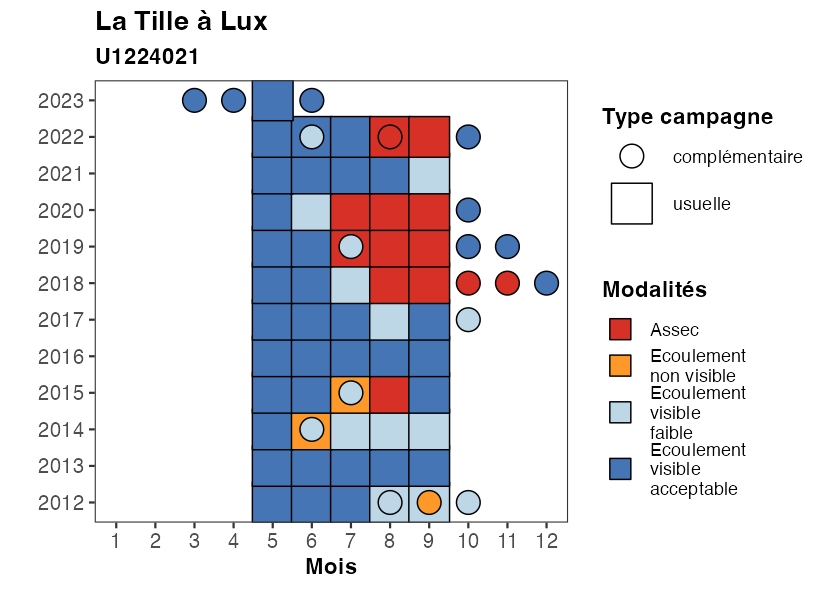 La Tille à Lux
U1224021
2023
2022
2021
2020
2019
2018
2017
2016
2015
2014
2013
2012
1 2 3 4 5 6 7 8 9 10 11 12
Mois
Type campagne
complémentaire
usuelle
Modalités
Assec
Ecoulement
non visible
Ecoulement
visible
faible
Ecoulement
visible
acceptable